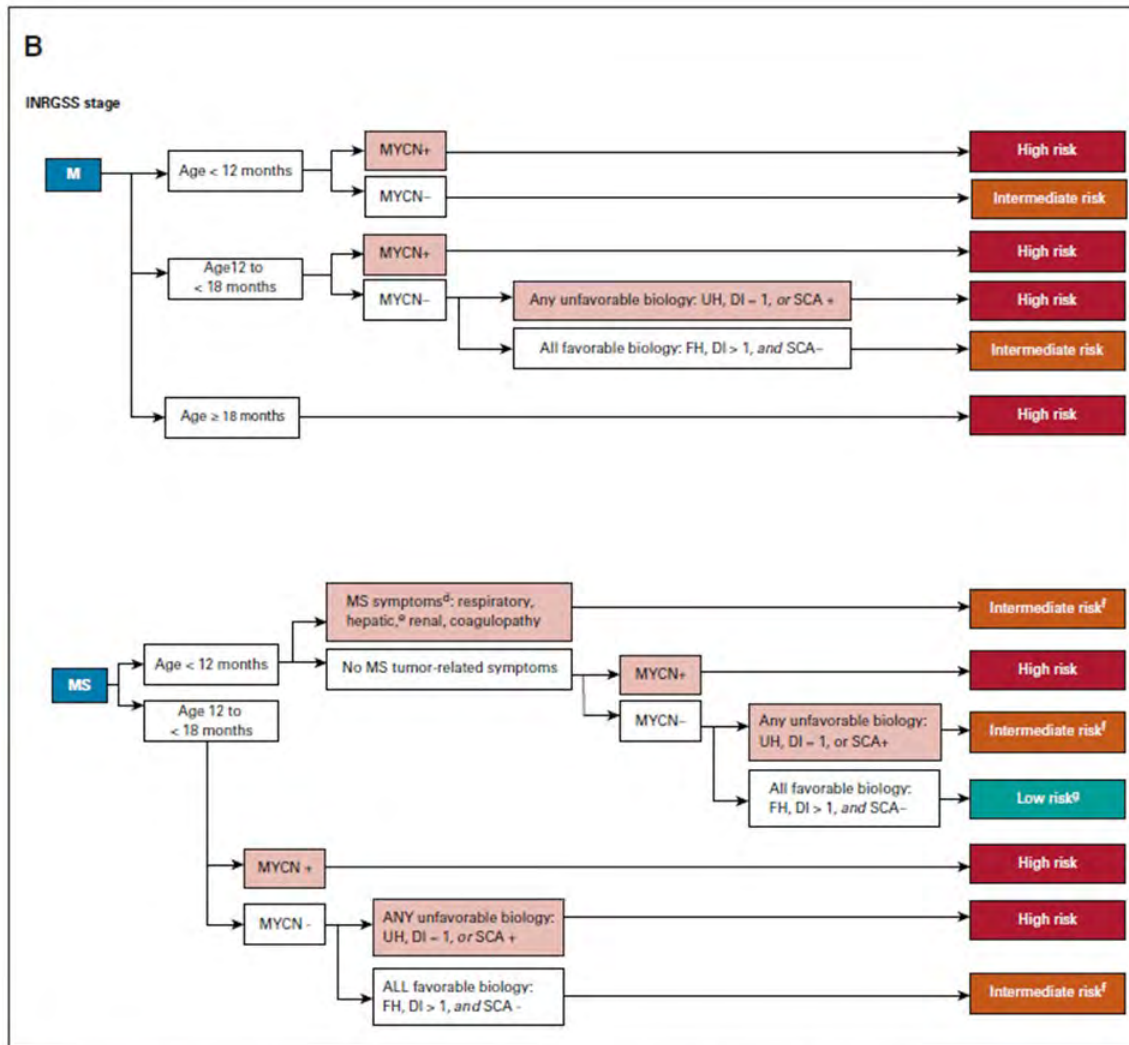 B
INRGSS stage
M
Age < 12 months
MYCN+
High risk
MYCN–
Intermediate risk
Age12 to
< 18 months
MYCN+
High risk
MYCN–
Any unfavorable biology: UH, DI = 1, or SCA +
High risk
All favorable biology: FH, DI > 1, and SCA–
Intermediate risk
Age ≥ 18 months
High risk
MS
Age < 12 months
MS symptomsᵈ: respiratory,
hepatic,ᵉ renal, coagulopathy
Intermediate riskᶠ
No MS tumor-related symptoms
MYCN+
High risk
MYCN–
Any unfavorable biology:
UH, DI = 1, or SCA+
Intermediate riskᶠ
All favorable biology:
FH, DI > 1, and SCA–
Low riskᵍ
Age 12 to
< 18 months
MYCN +
High risk
MYCN -
ANY unfavorable biology:
UH, DI = 1, or SCA +
High risk
ALL favorable biology:
FH, DI > 1, and SCA -
Intermediate riskᶠ